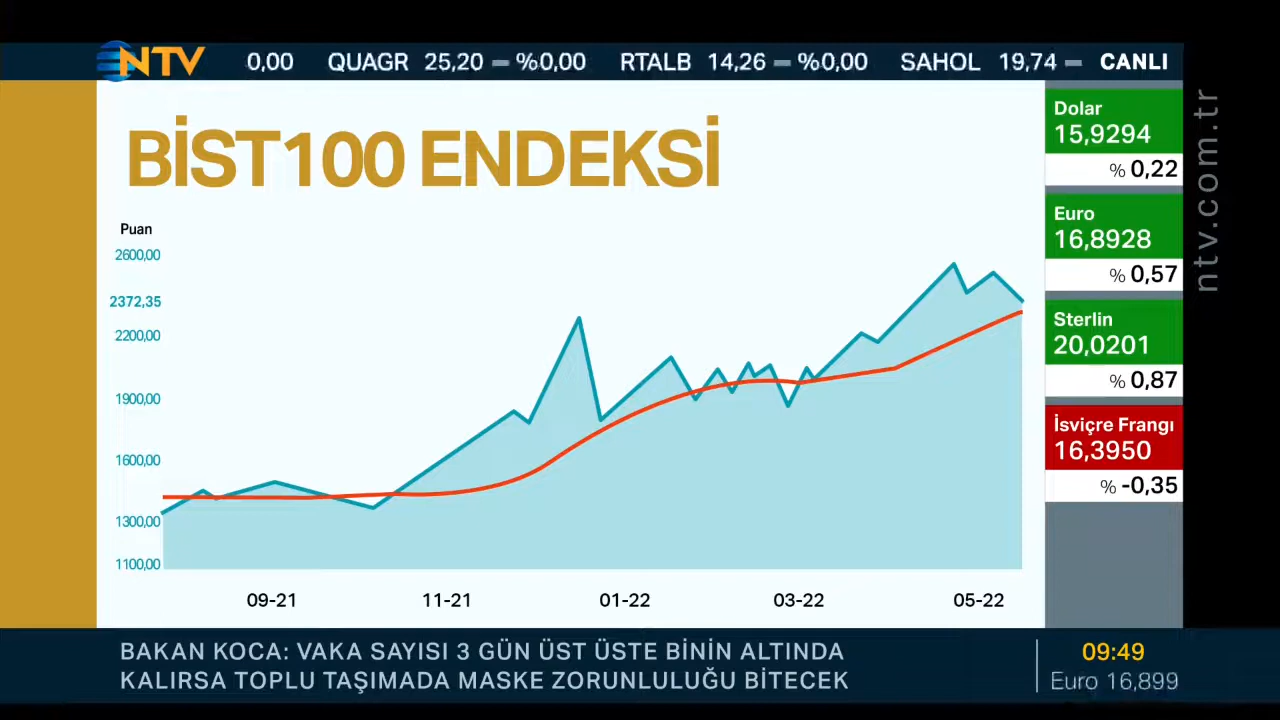 NTV 0,00 QUAGR 25,20 – %0,00 RTALB 14,26 – %0,00 SAHOL 19,74 – CANLI
BİST100 ENDEKSİ
Puan
2600,00
2372,35
2200,00
1900,00
1600,00
1300,00
1100,00
09-21 11-21 01-22 03-22 05-22
Dolar
15,9294
% 0,22
Euro
16,8928
% 0,57
Sterlin
20,0201
% 0,87
İsviçre Frangı
16,3950
% -0,35
ntv.com.tr
BAKAN KOCA: VAKA SAYISI 3 GÜN ÜST ÜSTE BİNİN ALTINDA
KALIRSA TOPLU TAŞIMADA MASKE ZORUNLULUĞU BİTECEK
09:49
Euro 16,899